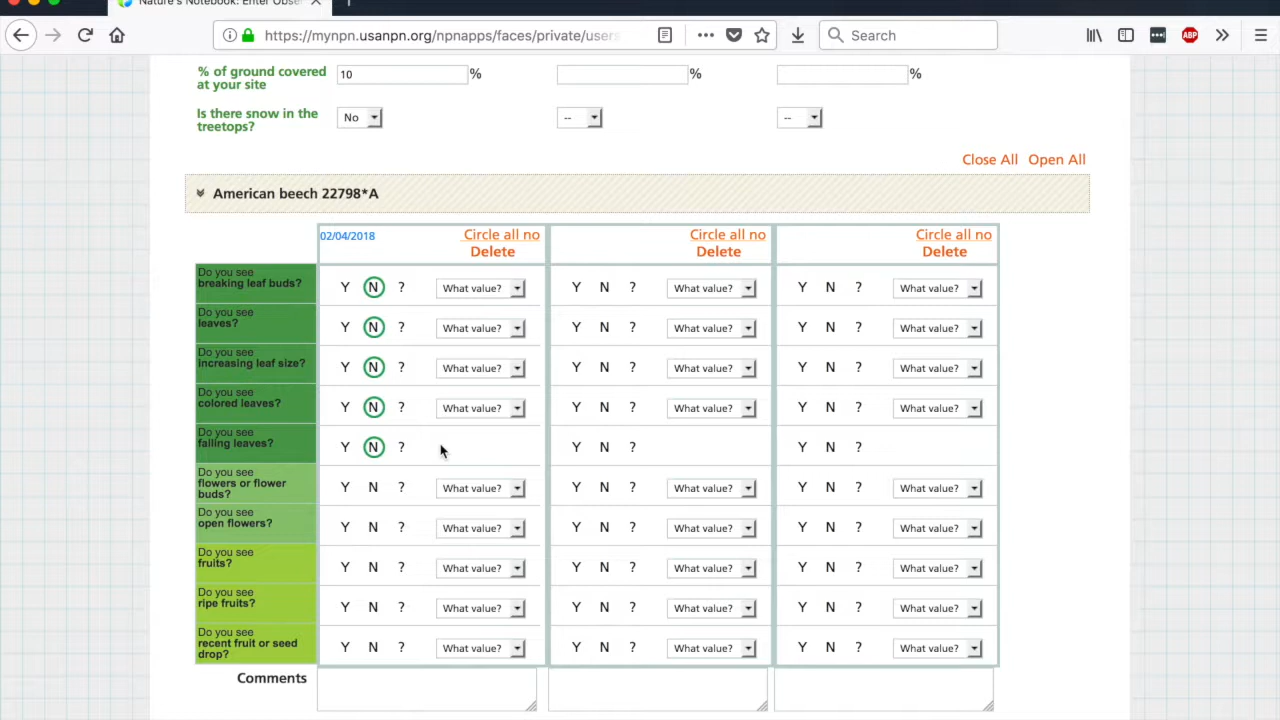 Nature's Notebook: Enter Obser
https://mynpn.usanpn.org/npnapps/faces/private/users
Search
ABP
% of ground covered
at your site
10 % % %
Is there snow in the
treetops?
No -- --
Close All Open All
American beech 22798*A
02/04/2018 Circle all no Circle all no Circle all no
Delete Delete Delete
Do you see
breaking leaf buds?
Y N ? What value? Y N ? What value? Y N ? What value?
Do you see
leaves?
Y N ? What value? Y N ? What value? Y N ? What value?
Do you see
increasing leaf size?
Y N ? What value? Y N ? What value? Y N ? What value?
Do you see
colored leaves?
Y N ? What value? Y N ? What value? Y N ? What value?
Do you see
falling leaves?
Y N ? Y N ? Y N ?
Do you see
flowers or flower
buds?
Y N ? What value? Y N ? What value? Y N ? What value?
Do you see
open flowers?
Y N ? What value? Y N ? What value? Y N ? What value?
Do you see
fruits?
Y N ? What value? Y N ? What value? Y N ? What value?
Do you see
ripe fruits?
Y N ? What value? Y N ? What value? Y N ? What value?
Do you see
recent fruit or seed
drop?
Y N ? What value? Y N ? What value? Y N ? What value?
Comments